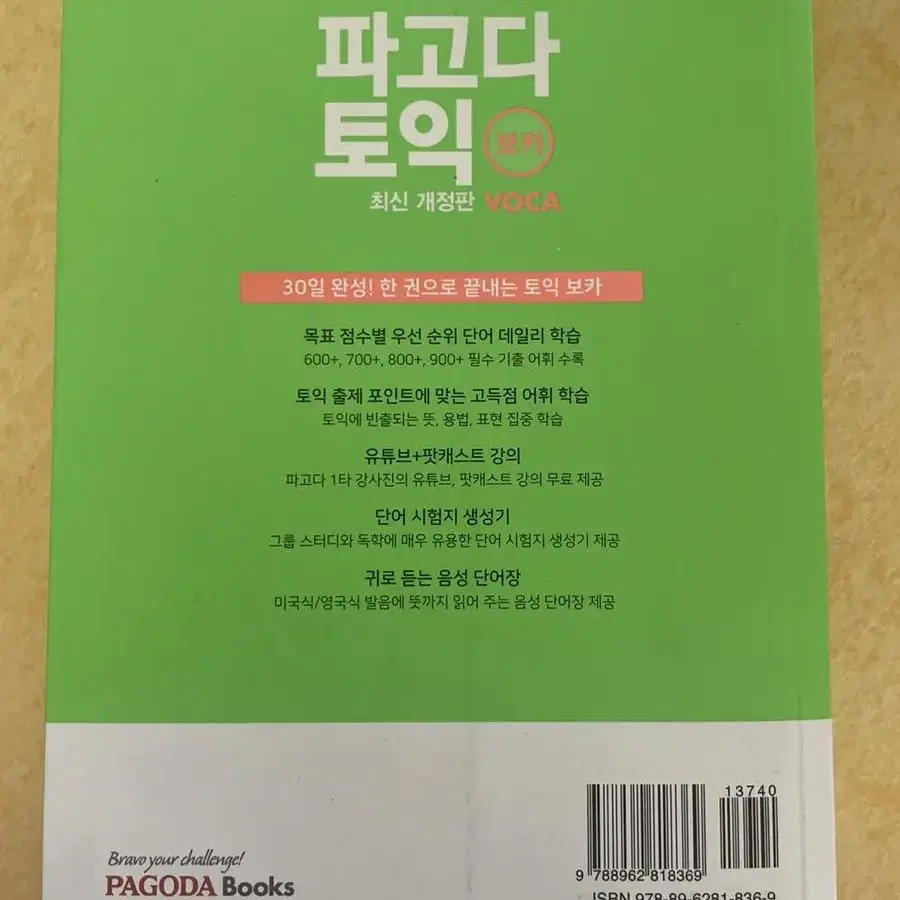 파고다
토익 보카
최신 개정판 VOCA
30일 완성! 한 권으로 끝내는 토익 보카
목표 점수별 우선 순위 단어 데일리 학습
600+, 700+, 800+, 900+ 필수 기출 어휘 수록
토익 출제 포인트에 맞는 고득점 어휘 학습
토익에 빈출되는 뜻, 용법, 표현 집중 학습
유튜브+팟캐스트 강의
파고다 1타 강사진의 유튜브, 팟캐스트 강의 무료 제공
단어 시험지 생성기
그룹 스터디와 독학에 매우 유용한 단어 시험지 생성기 제공
귀로 듣는 음성 단어장
미국식/영국식 발음에 뜻까지 읽어 주는 음성 단어장 제공
13740
9 788962 818369
ISBN 978-89-6281-836-9
Bravo your challenge!
PAGODA Books